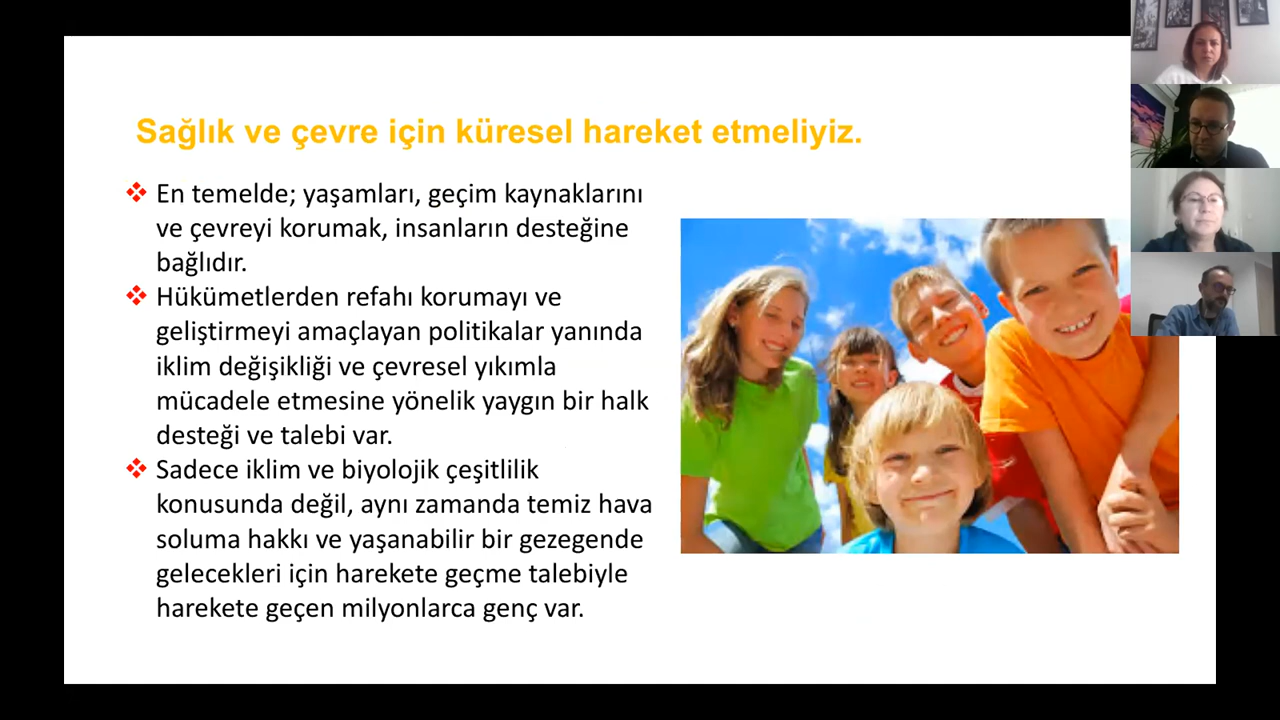 Sağlık ve çevre için küresel hareket etmeliyiz.
En temelde; yaşamları, geçim kaynaklarını
ve çevreyi korumak, insanların desteğine
bağlıdır.
Hükümetlerden refahı korumayı ve
geliştirmeyi amaçlayan politikalar yanında
iklim değişikliği ve çevresel yıkımla
mücadele etmesine yönelik yaygın bir halk
desteği ve talebi var.
Sadece iklim ve biyolojik çeşitlilik
konusunda değil, aynı zamanda temiz hava
soluma hakkı ve yaşanabilir bir gezegende
gelecekleri için harekete geçme talebiyle
harekete geçen milyonlarca genç var.